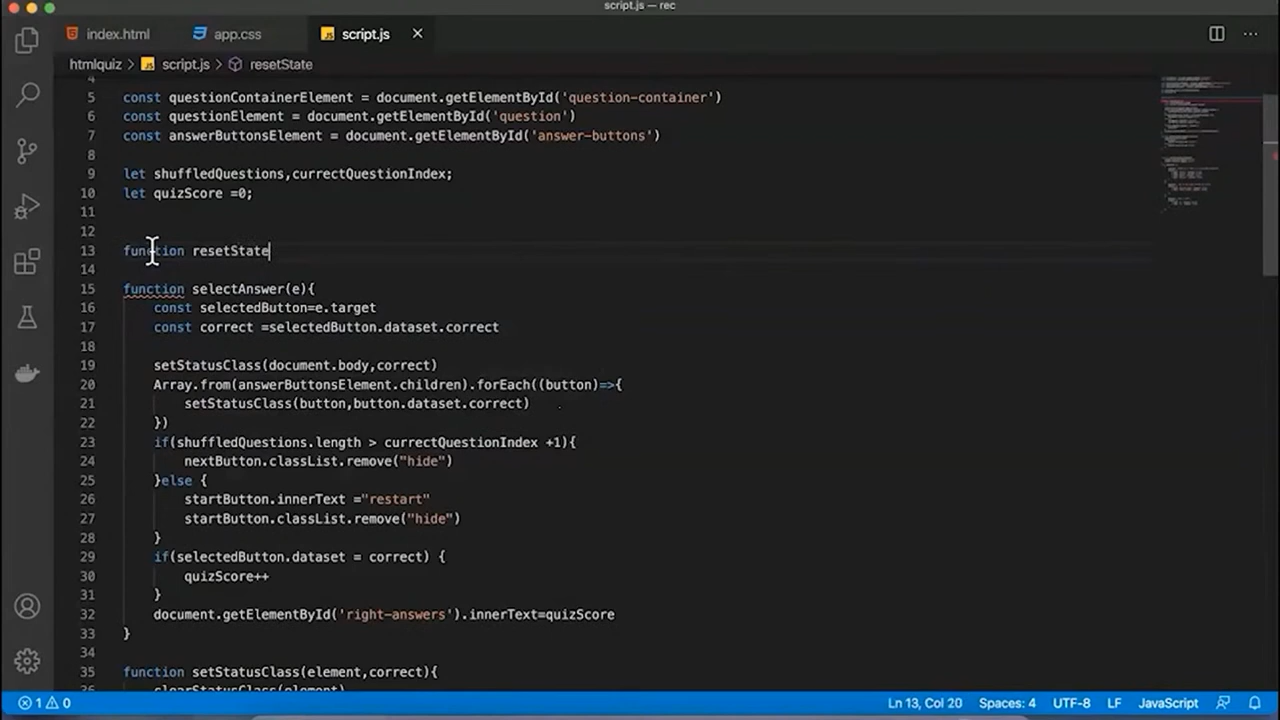 script.js — rec
index.html
app.css
script.js
htmlquiz > script.js > resetState
4
5 const questionContainerElement = document.getElementById('question-container')
6 const questionElement = document.getElementById('question')
7 const answerButtonsElement = document.getElementById('answer-buttons')
8
9 let shuffledQuestions,currectQuestionIndex;
10 let quizScore =0;
11
12
13 function resetState
14
15 function selectAnswer(e){
16 const selectedButton=e.target
17 const correct =selectedButton.dataset.correct
18
19 setStatusClass(document.body,correct)
20 Array.from(answerButtonsElement.children).forEach((button)=>{
21 setStatusClass(button,button.dataset.correct)
22 })
23 if(shuffledQuestions.length > currectQuestionIndex +1){
24 nextButton.classList.remove("hide")
25 }else {
26 startButton.innerText ="restart"
27 startButton.classList.remove("hide")
28 }
29 if(selectedButton.dataset = correct) {
30 quizScore++
31 }
32 document.getElementById('right-answers').innerText=quizScore
33 }
34
35 function setStatusClass(element,correct){
36 clearStatusClass(element)
1 0 Ln 13, Col 20 Spaces: 4 UTF-8 LF JavaScript